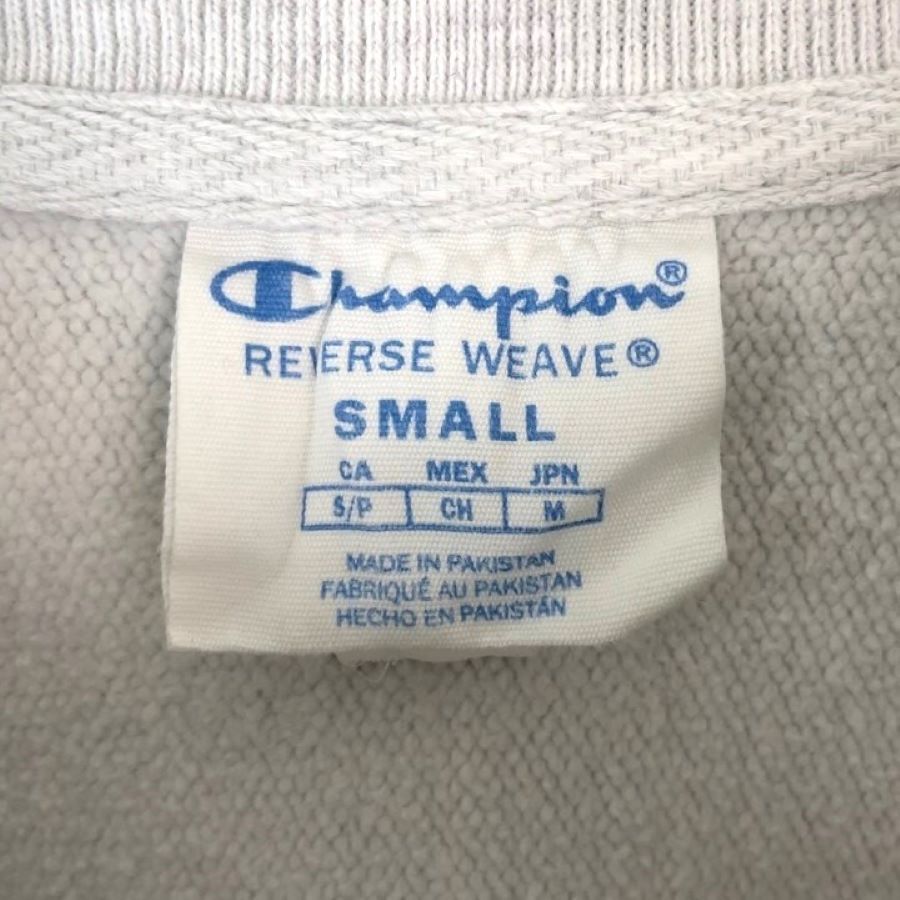 Champion®
REVERSE WEAVE®
SMALL
CA MEX JPN
S/P CH M
MADE IN PAKISTAN
FABRIQUÉ AU PAKISTAN
HECHO EN PAKISTÁN